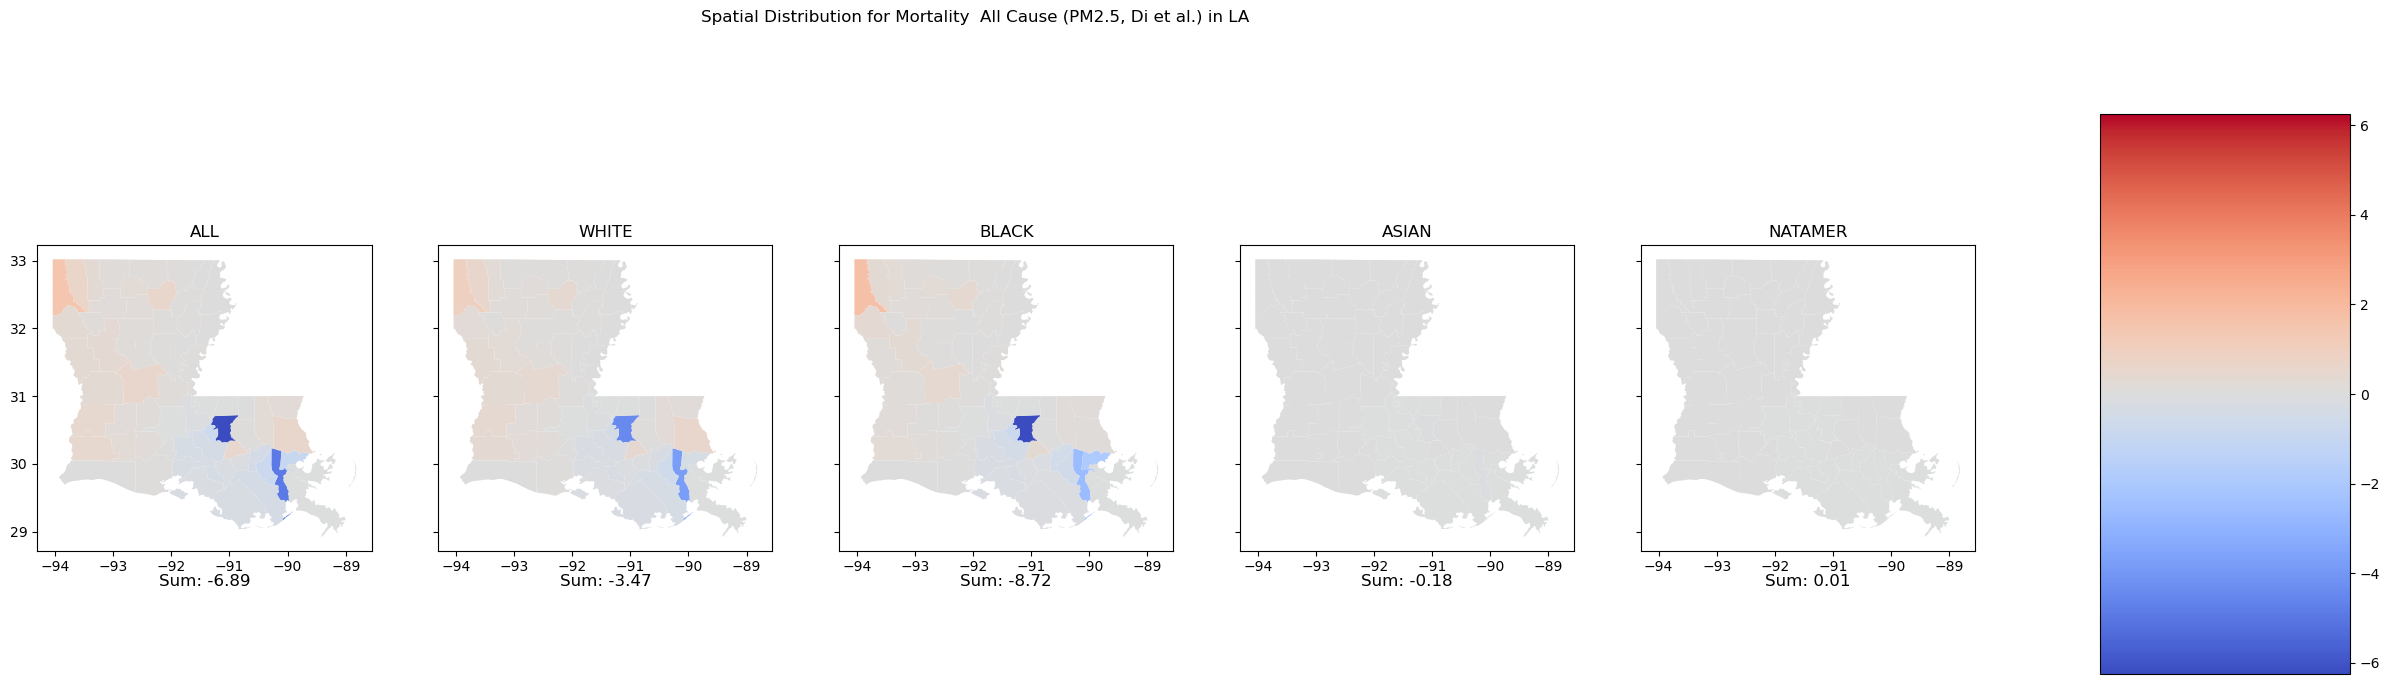 Spatial Distribution for Mortality  All Cause (PM2.5, Di et al.) in LA
ALL
WHITE
BLACK
ASIAN
NATAMER
33
32
31
30
29
−94 −93 −92 −91 −90 −89
−94 −93 −92 −91 −90 −89
−94 −93 −92 −91 −90 −89
−94 −93 −92 −91 −90 −89
−94 −93 −92 −91 −90 −89
Sum: -6.89
Sum: -3.47
Sum: -8.72
Sum: -0.18
Sum: 0.01
6
4
2
0
−2
−4
−6